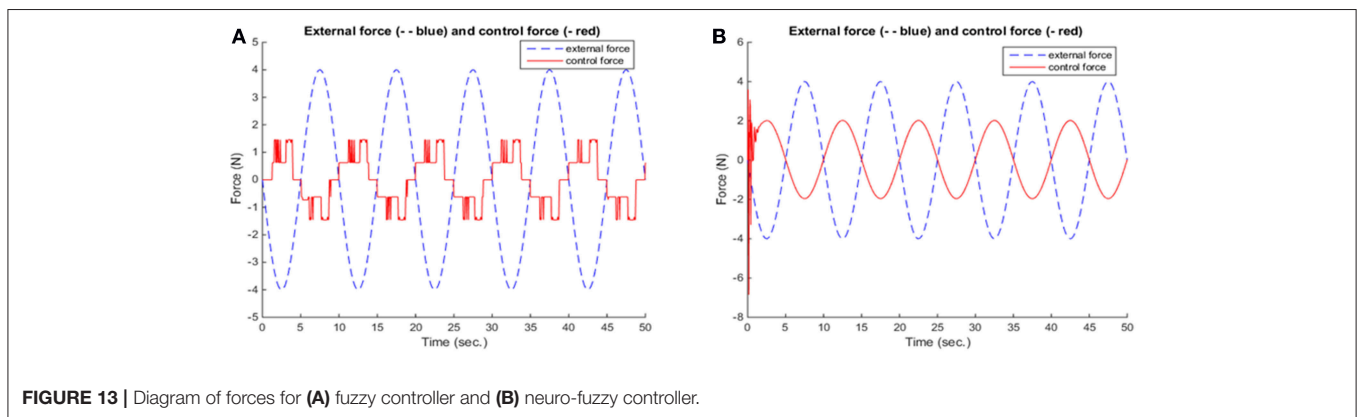 A
External force (- - blue) and control force (- red)
external force
control force
5
4
3
2
1
0
-1
-2
-3
-4
-5
Force (N)
0 5 10 15 20 25 30 35 40 45 50
Time (sec.)
B
External force (- - blue) and control force (- red)
external force
control force
6
4
2
0
-2
-4
-6
-8
Force (N)
0 5 10 15 20 25 30 35 40 45 50
Time (sec.)
FIGURE 13 | Diagram of forces for (A) fuzzy controller and (B) neuro-fuzzy controller.